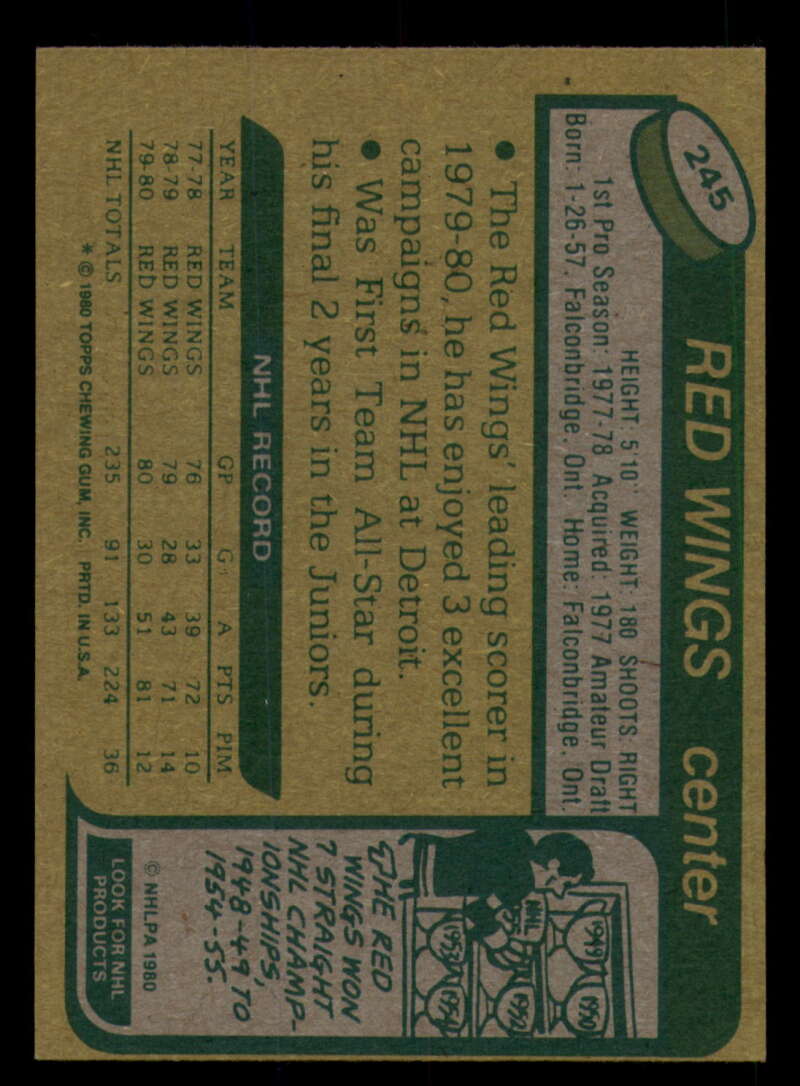 245
RED WINGS center
HEIGHT: 5'10" WEIGHT: 180 SHOOTS: RIGHT
1st Pro Season: 1977-78 Acquired: 1977 Amateur Draft
Born: 1-26-57, Falconbridge, Ont. Home: Falconbridge, Ont.
• The Red Wings' leading scorer in
1979-80, he has enjoyed 3 excellent
campaigns in NHL at Detroit.
• Was First Team All-Star during
his final 2 years in the Juniors.
NHL RECORD
YEAR TEAM GP G A PTS PIM
77-78 RED WINGS 76 33 39 72 10
78-79 RED WINGS 79 28 43 71 14
79-80 RED WINGS 80 30 51 81 12
NHL TOTALS 235 91 133 224 36
* © 1980 TOPPS CHEWING GUM, INC. PRTD. IN U.S.A.
1949 1950
NHL 1952
1953 1954
THE RED
WINGS WON
7 STRAIGHT
NHL CHAMP-
IONSHIPS,
1948-49 TO
1954-55.
© NHLPA 1980
LOOK FOR NHL
PRODUCTS